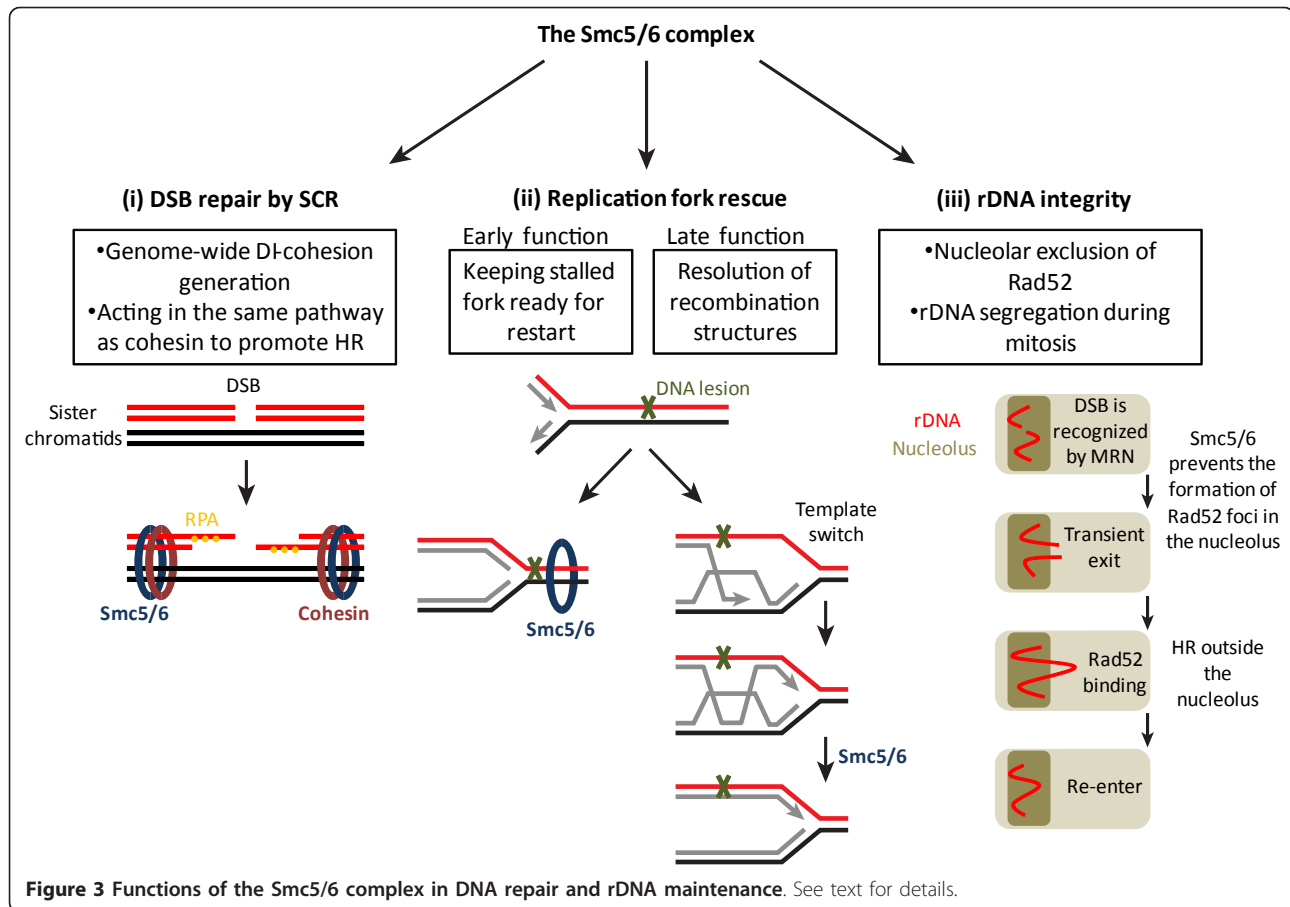 The Smc5/6 complex
(i) DSB repair by SCR
•Genome-wide DI-cohesion
generation
•Acting in the same pathway
as cohesin to promote HR
DSB
Sister
chromatids
RPA
Smc5/6
Cohesin
(ii) Replication fork rescue
Early function
Keeping stalled
fork ready for
restart
Late function
Resolution of
recombination
structures
DNA lesion
Smc5/6
Template
switch
Smc5/6
(iii) rDNA integrity
•Nucleolar exclusion of
Rad52
•rDNA segregation during
mitosis
rDNA
Nucleolus
DSB is
recognized
by MRN
Smc5/6
prevents the
formation of
Rad52 foci in
the nucleolus
Transient
exit
Rad52
binding
HR outside
the
nucleolus
Re-enter
Figure 3 Functions of the Smc5/6 complex in DNA repair and rDNA maintenance. See text for details.